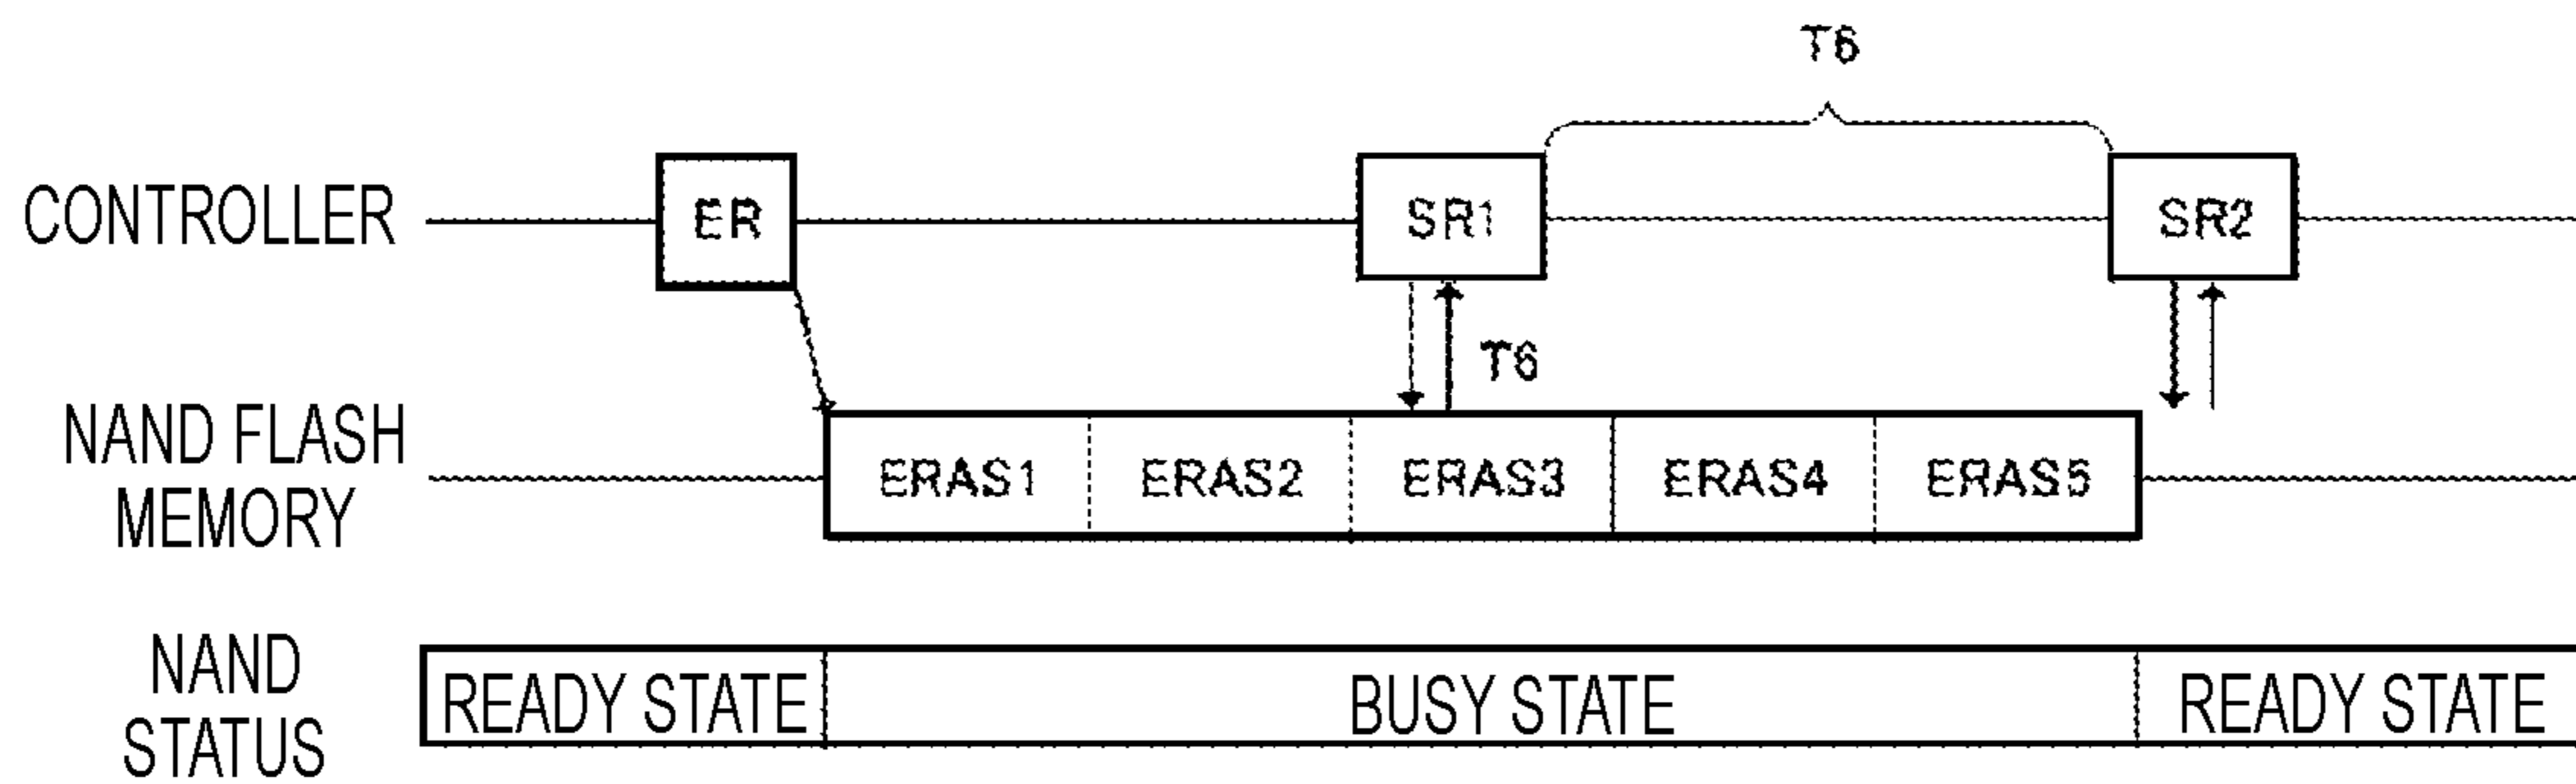 T6
CONTROLLER
ER
SR1
SR2
T6
NAND FLASH
MEMORY
ERAS1
ERAS2
ERAS3
ERAS4
ERAS5
NAND
STATUS
READY STATE
BUSY STATE
READY STATE